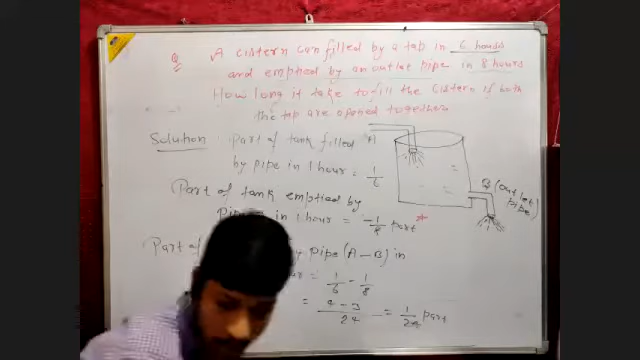 Q. A cistern can filled by a tap in 6 hours
and emptied by an outlet pipe in 8 hours
How long it take to fill the cistern if both
the tap are opened together
Solution: Part of tank filled
by pipe in 1 hour = 1/6
A
Part of tank emptied by
in 1 hour = -1/8 part
B (Outlet
pipe)
Part of pipe (A-B) in
= 1/6 - 1/8
= (4-3)/24 = 1/24 part